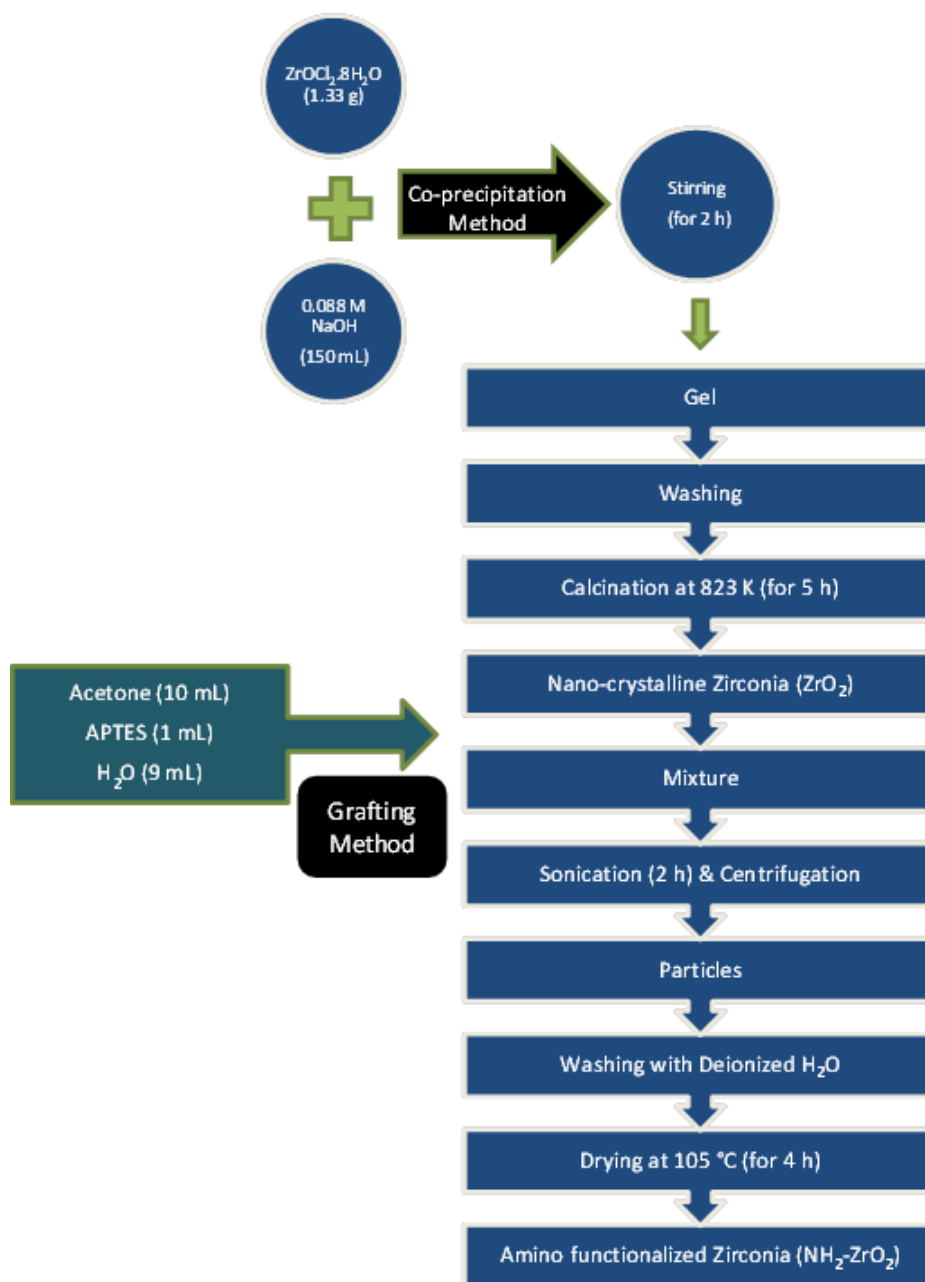 ZrOCl₂.8H₂O
(1.33 g)
Co-precipitation
Method
Stirring
(for 2 h)
0.088 M
NaOH
(150 mL)
Gel
Washing
Calcination at 823 K (for 5 h)
Nano-crystalline Zirconia (ZrO₂)
Acetone (10 mL)
APTES (1 mL)
H₂O (9 mL)
Grafting
Method
Mixture
Sonication (2 h) & Centrifugation
Particles
Washing with Deionized H₂O
Drying at 105 °C (for 4 h)
Amino functionalized Zirconia (NH₂-ZrO₂)